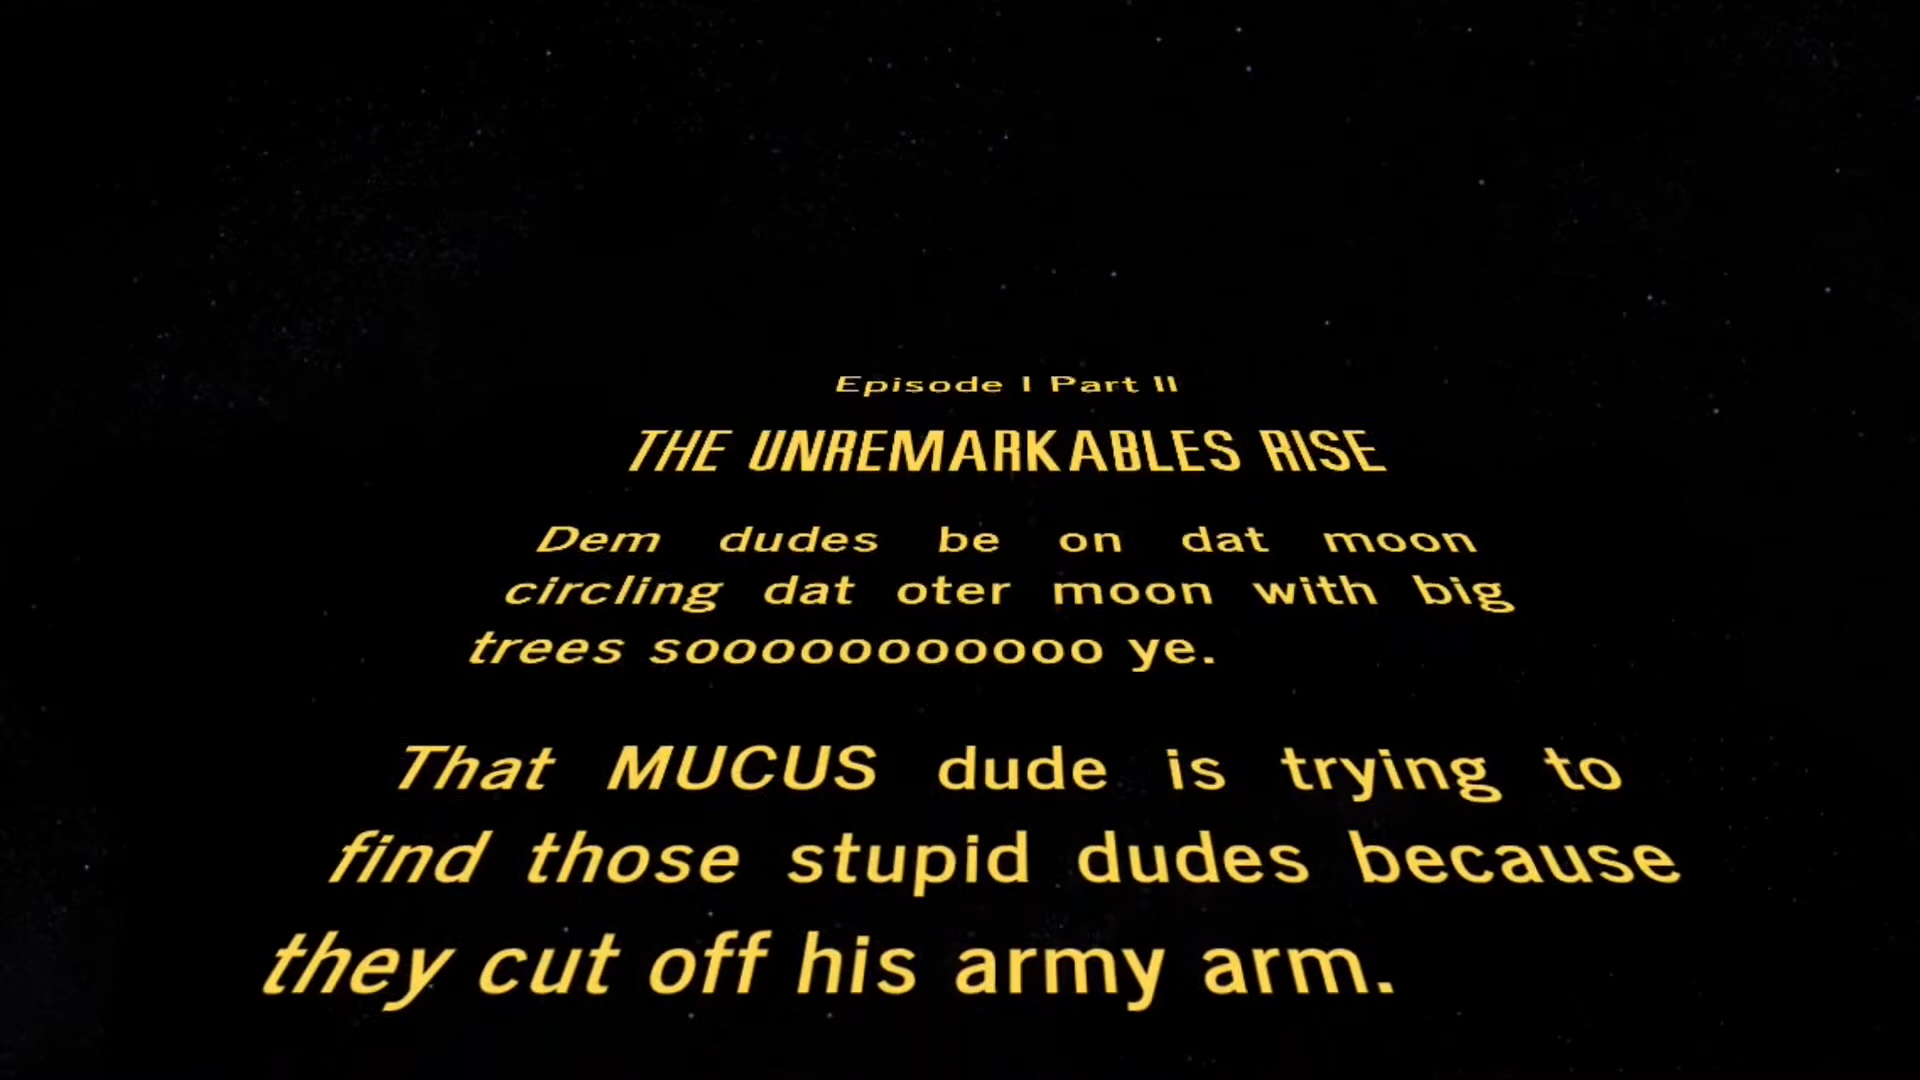 Episode I Part II
THE UNREMARKABLES RISE
Dem dudes be on dat moon
circling dat oter moon with big
trees soooooooooooo ye.
That MUCUS dude is trying to
find those stupid dudes because
they cut off his army arm.